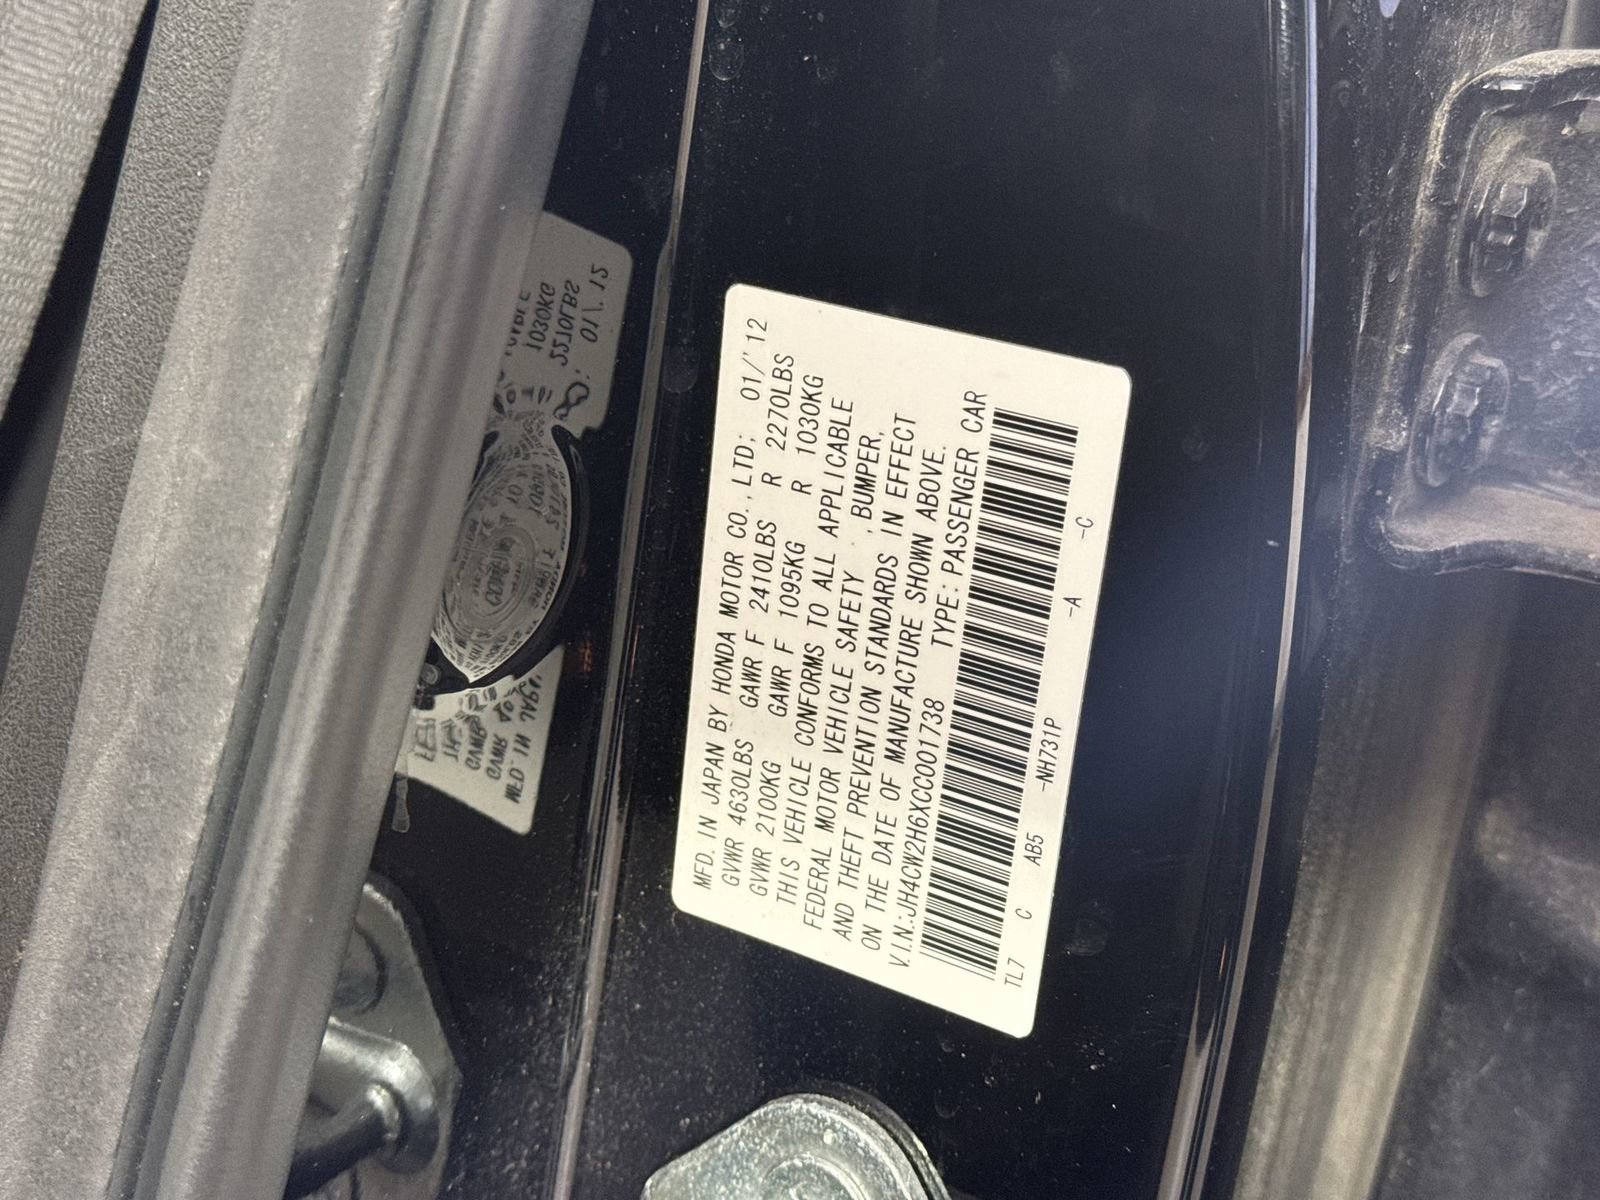 MFD. IN JAPAN BY HONDA MOTOR CO., LTD; 01/'12
GVWR 4630LBS GAWR F 2410LBS R 2270LBS
GVWR 2100KG GAWR F 1095KG R 1030KG
THIS VEHICLE CONFORMS TO ALL APPLICABLE
FEDERAL MOTOR VEHICLE SAFETY ,BUMPER,
AND THEFT PREVENTION STANDARDS IN EFFECT
ON THE DATE OF MANUFACTURE SHOWN ABOVE.
V.I.N.:JH4CW2H6XCC001738 TYPE:PASSENGER CAR
TL7 C AB5 -NH731P -A -C